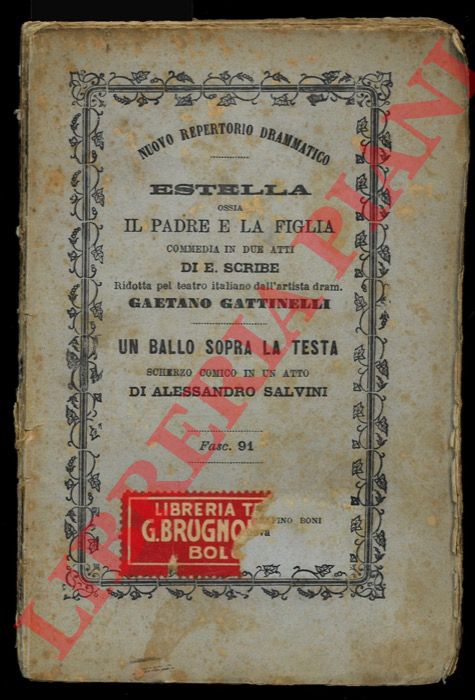 NUOVO REPERTORIO DRAMMATICO
ESTELLA
OSSIA
IL PADRE E LA FIGLIA
COMMEDIA IN DUE ATTI
DI E. SCRIBE
Ridotta pel teatro italiano dall'artista dram.
GAETANO GATTINELLI
UN BALLO SOPRA LA TESTA
SCHERZO COMICO IN UN ATTO
DI ALESSANDRO SALVINI
Fasc. 91
BONI
LIBRERIA
G.BRUGNO
BOL
LIBRERIA PIANI